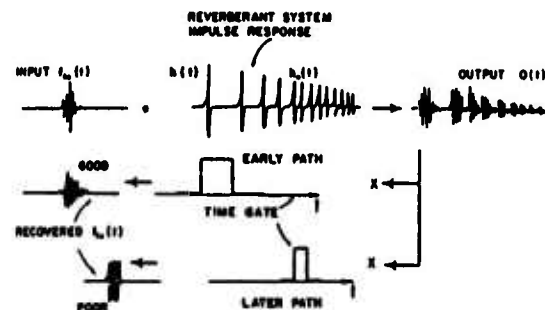 REVERBERANT SYSTEM
IMPULSE RESPONSE
INPUT
h(t)
OUTPUT O(t)
GOOD
EARLY PATH
X
TIME GATE
t
RECOVERED
X
POOR
LATER PATH
t